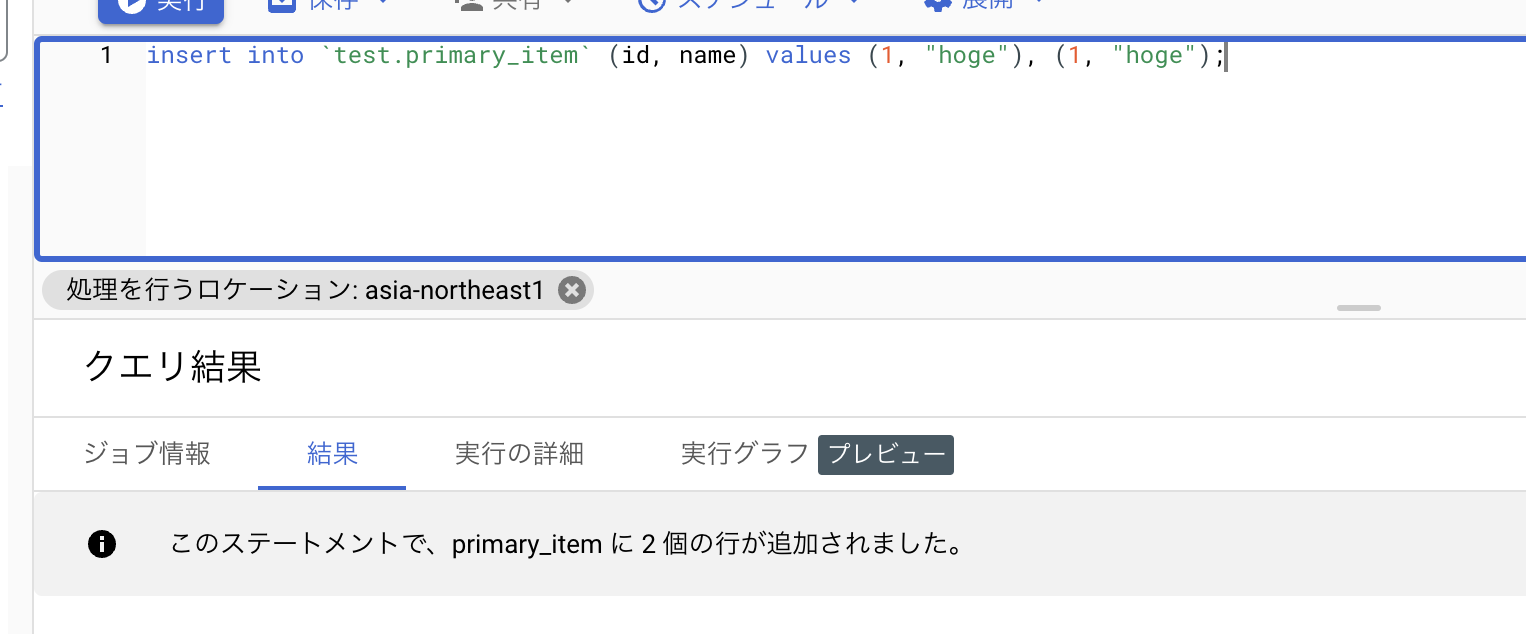 実行 保存 共有 スケジュール 展開
1 insert into `test.primary_item` (id, name) values (1, "hoge"), (1, "hoge");
処理を行うロケーション: asia-northeast1
クエリ結果
ジョブ情報 結果 実行の詳細 実行グラフ プレビュー
このステートメントで、primary_item に 2 個の行が追加されました。